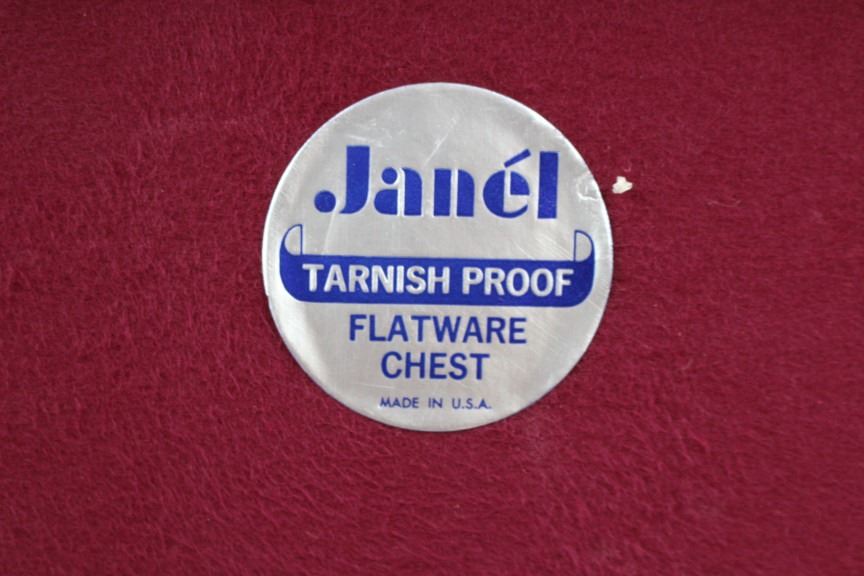 Janél
TARNISH PROOF
FLATWARE
CHEST
MADE IN U.S.A.